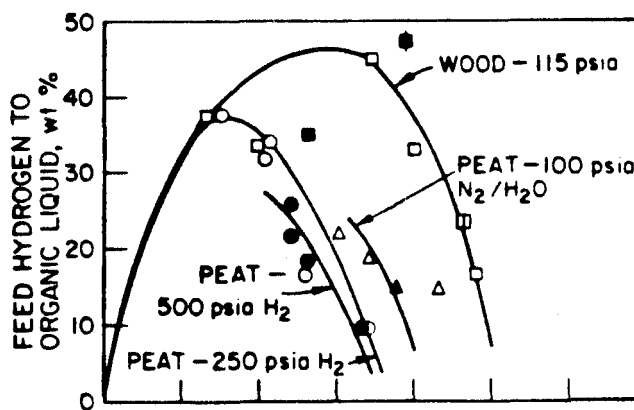 FEED HYDROGEN TO
ORGANIC LIQUID, wt %
50
40
30
20
10
0
WOOD – 115 psia
PEAT – 100 psia
N₂/H₂O
PEAT –
500 psia H₂
PEAT – 250 psia H₂